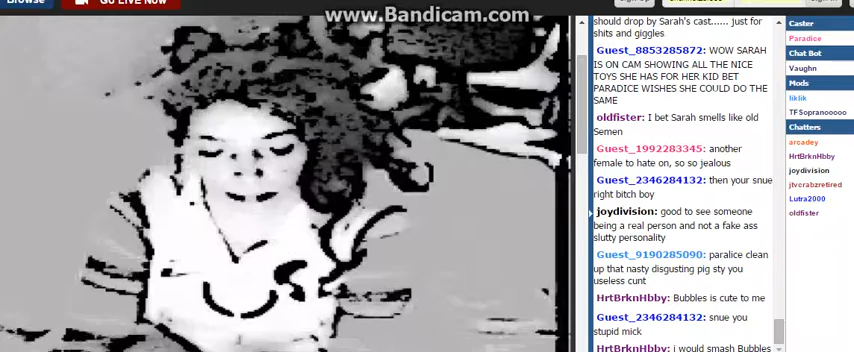 Browse
GO LIVE NOW
www.Bandicam.com
should drop by Sarah's cast...... just for
shits and giggles
Guest_8853285872: WOW SARAH
IS ON CAM SHOWING ALL THE NICE
TOYS SHE HAS FOR HER KID BET
PARADICE WISHES SHE COULD DO THE
SAME
oldfister: I bet Sarah smells like old
Semen
Guest_1992283345: another
female to hate on, so so jealous
Guest_2346284132: then your snue
right bitch boy
joydivision: good to see someone
being a real person and not a fake ass
slutty personality
Guest_9190285090: paralice clean
up that nasty disgusting pig sty you
useless cunt
HrtBrknHbby: Bubbles is cute to me
Guest_2346284132: snue you
stupid mick
HrtBrknHbby: i would smash Bubbles
Caster
Paradice
Chat Bot
Vaughn
Mods
liklik
TFSopranooooo
Chatters
arcadey
HrtBrknHbby
joydivision
jtvcrabzretired
Lutra2000
oldfister